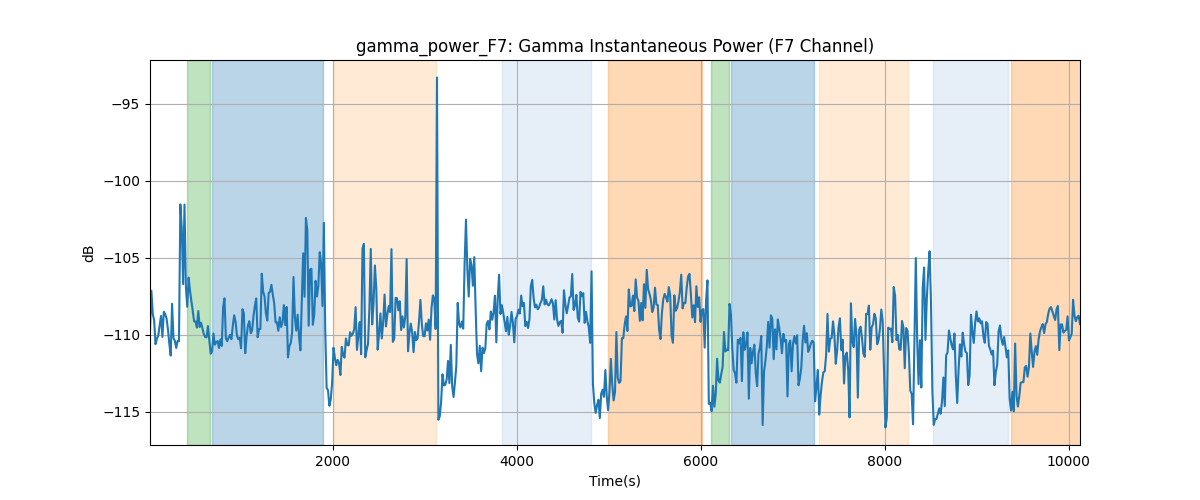 gamma_power_F7: Gamma Instantaneous Power (F7 Channel)
−95
−100
−105
−110
−115
dB
2000 4000 6000 8000 10000
Time(s)